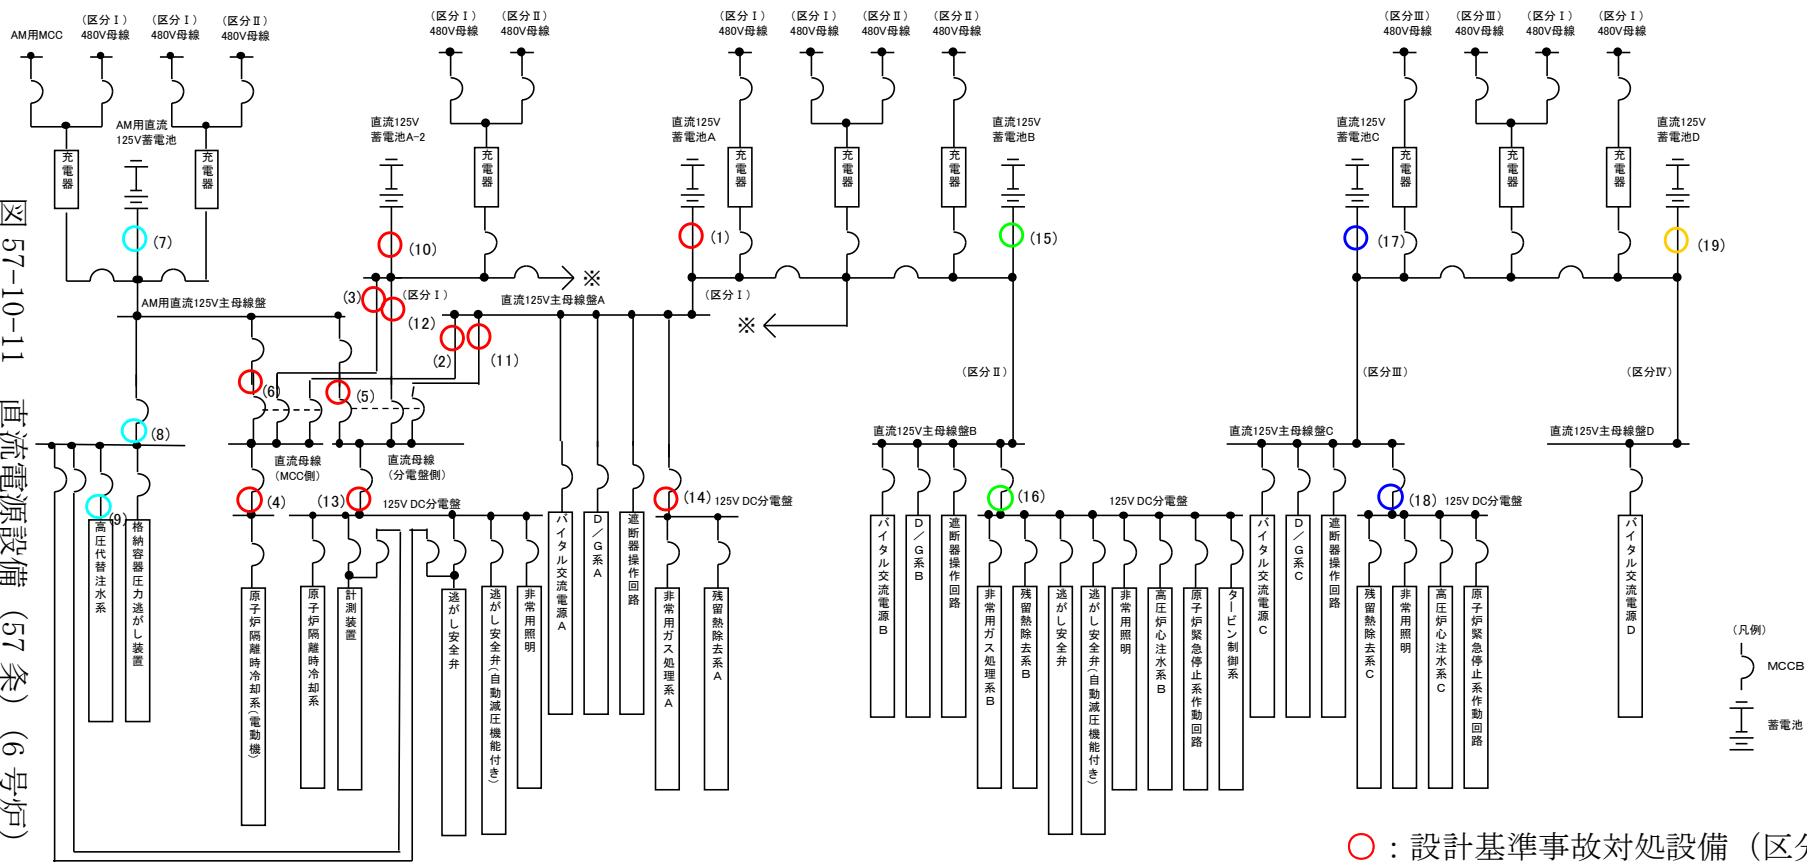 (区分Ⅰ) (区分Ⅰ) (区分Ⅱ)
AM用MCC 480V母線 480V母線 480V母線
(区分Ⅰ) (区分Ⅱ)
480V母線 480V母線
(区分Ⅰ) (区分Ⅰ) (区分Ⅱ) (区分Ⅱ)
480V母線 480V母線 480V母線 480V母線
(区分Ⅲ) (区分Ⅲ) (区分Ⅰ) (区分Ⅰ)
480V母線 480V母線 480V母線 480V母線
AM用直流
125V蓄電池
直流125V
蓄電池A-2
直流125V
蓄電池A
直流125V
蓄電池B
直流125V
蓄電池C
直流125V
蓄電池D
充電器
充電器
充電器
充電器
充電器
充電器
充電器
充電器
充電器
(7)
(10)
(1)
(15)
(17)
(19)
※
(3)
(区分Ⅰ)
(12)
直流125V主母線盤A
(区分Ⅰ)
※
AM用直流125V主母線盤
(2)
(11)
(6)
(5)
(区分Ⅱ)
(区分Ⅲ)
(区分Ⅳ)
(8)
直流125V主母線盤B
直流125V主母線盤C
直流125V主母線盤D
直流母線
(MCC側)
直流母線
(分電盤側)
(9)
(4)
(13)
125V DC分電盤
(14)
125V DC分電盤
(16)
125V DC分電盤
(18)
125V DC分電盤
高圧代替注水系
格納容器圧力逃がし装置
原子炉隔離時冷却系(電動機)
原子炉隔離時冷却系
計測装置
逃がし安全弁
逃がし安全弁(自動減圧機能付き)
非常用照明
バイタル交流電源A
D/G系A
遮断器操作回路
非常用ガス処理系A
残留熱除去系A
バイタル交流電源B
D/G系B
遮断器操作回路
非常用ガス処理系B
残留熱除去系B
逃がし安全弁
逃がし安全弁(自動減圧機能付き)
非常用照明
高圧炉心注水系B
原子炉緊急停止系作動回路
タービン制御系
バイタル交流電源C
D/G系C
遮断器操作回路
残留熱除去系C
非常用照明
高圧炉心注水系C
原子炉緊急停止系作動回路
バイタル交流電源D
(凡例)
MCCB
蓄電池
図 57-10-11 直流電源設備(57 条)(6 号炉)
:設計基準事故対処設備(区分